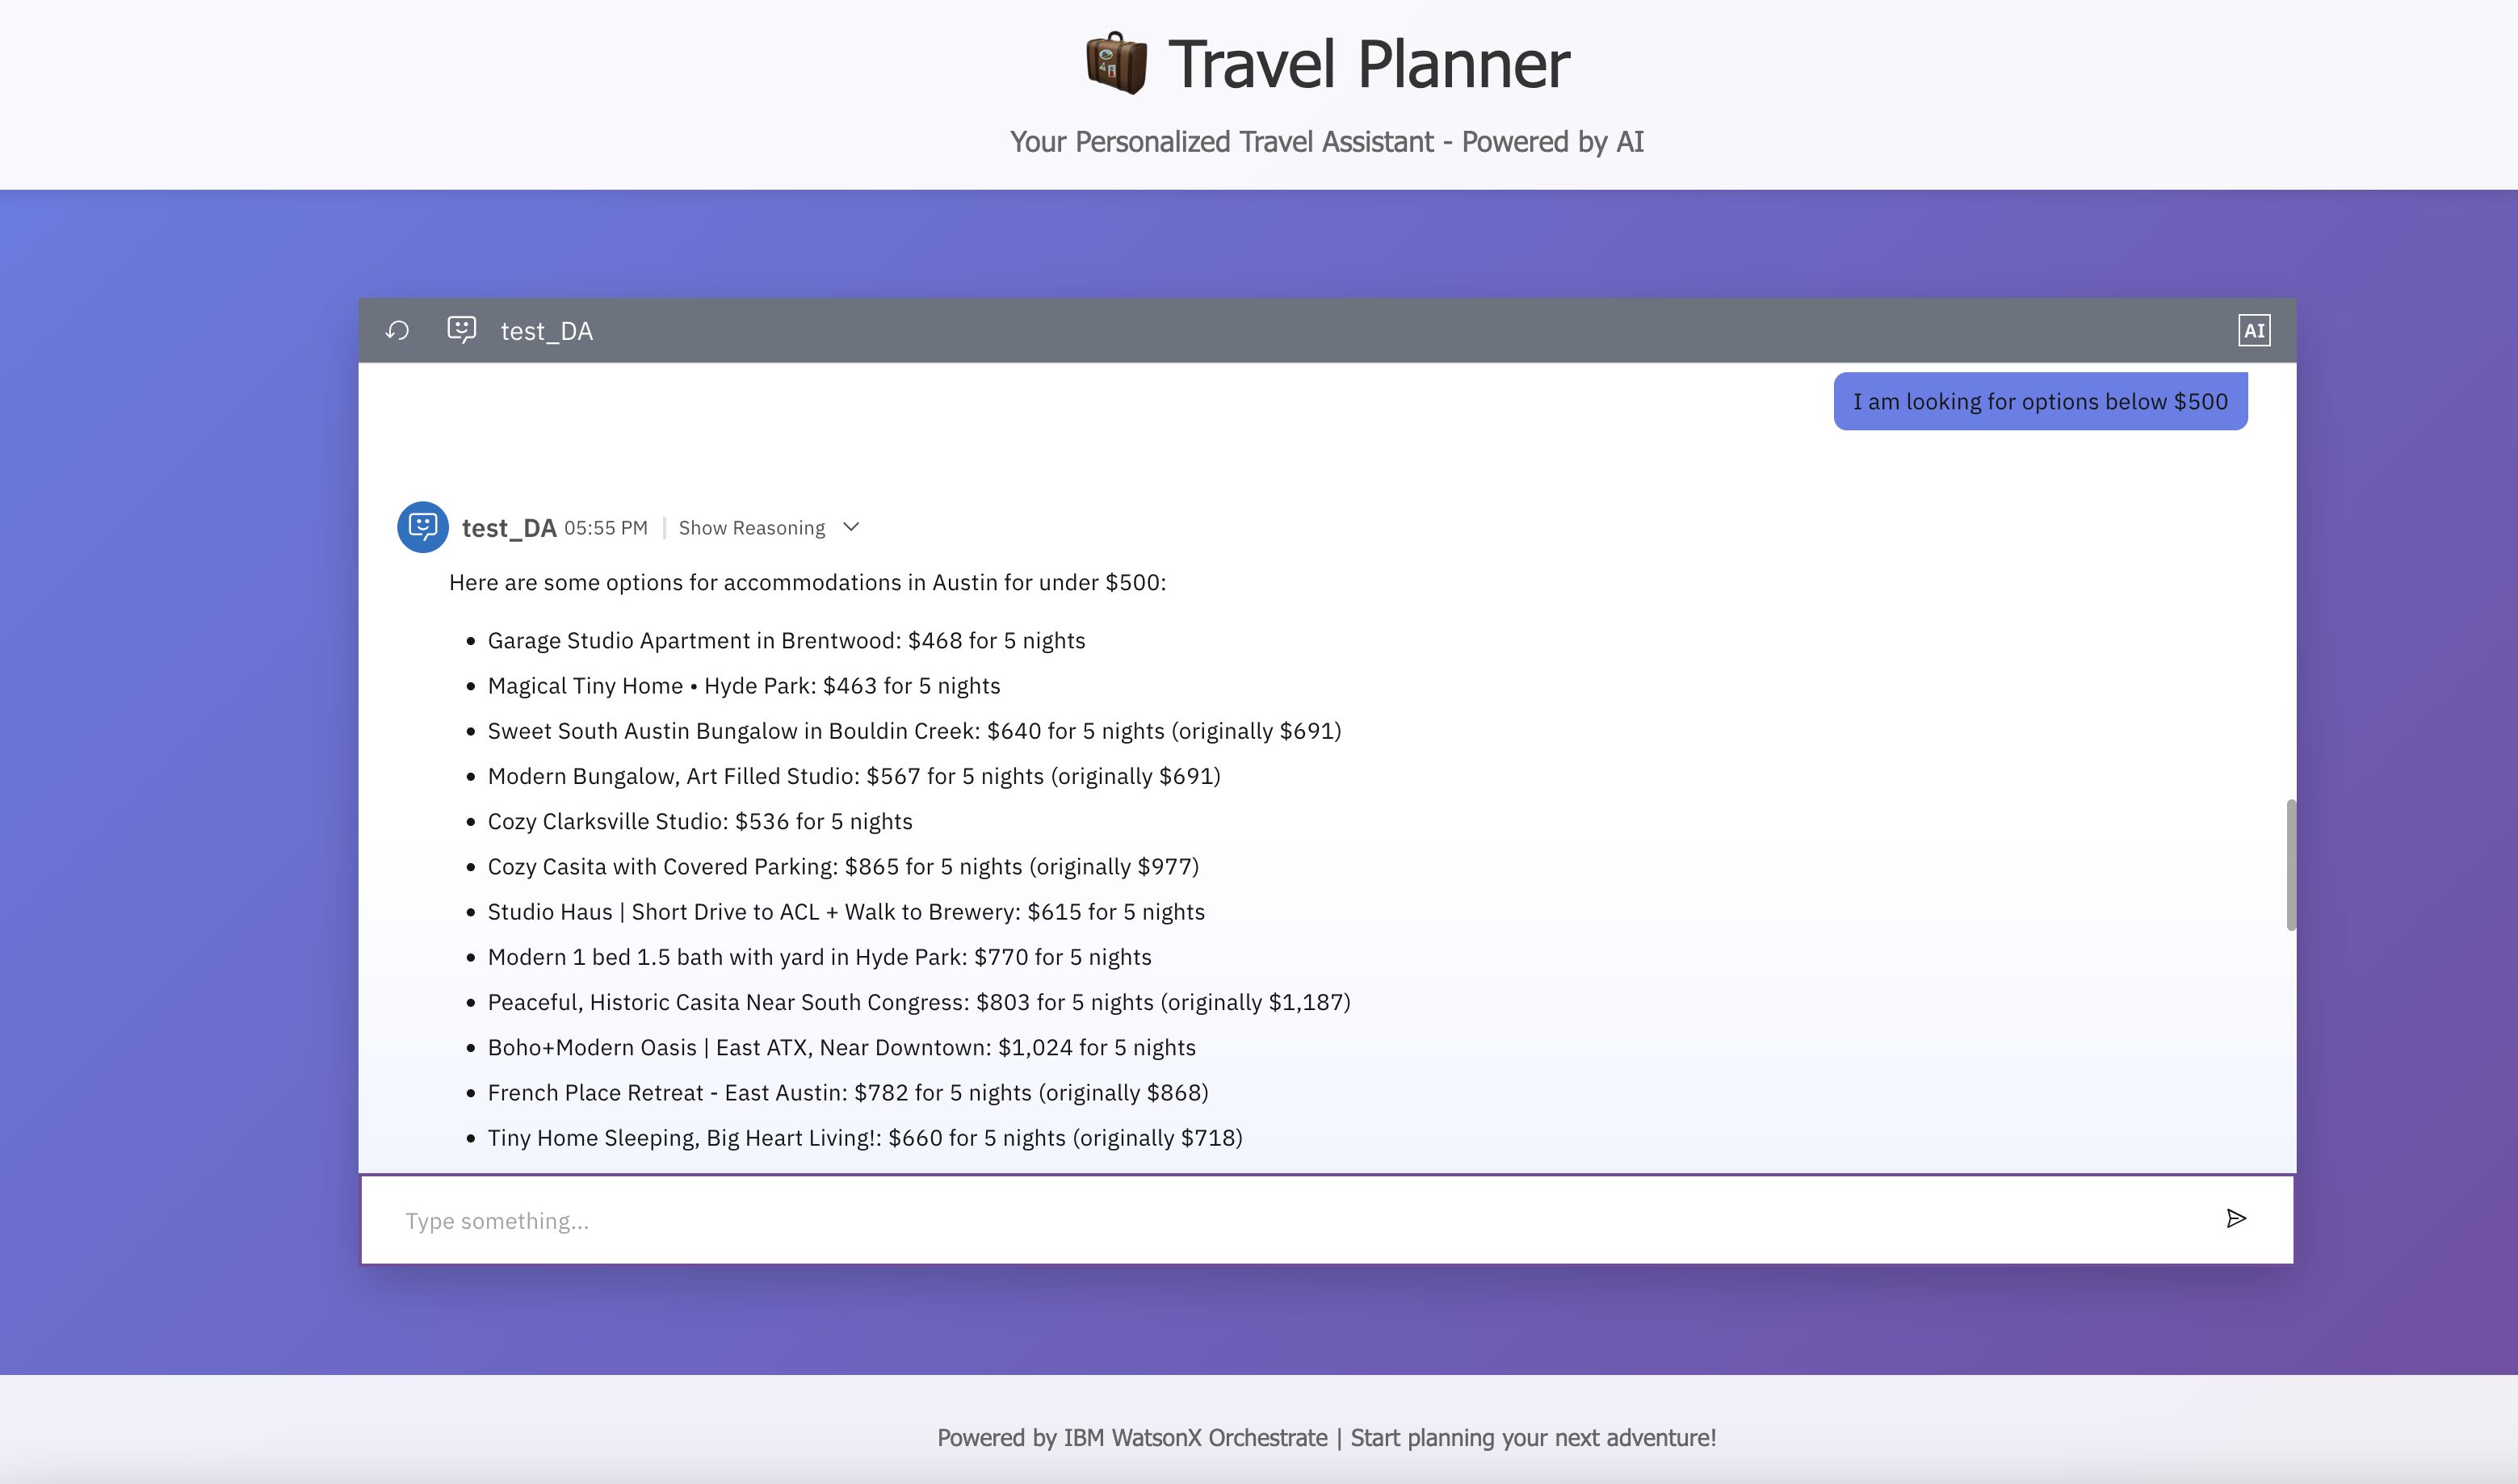 Travel Planner
Your Personalized Travel Assistant - Powered by AI
test_DA
AI
I am looking for options below $500
test_DA 05:55 PM | Show Reasoning
Here are some options for accommodations in Austin for under $500:
• Garage Studio Apartment in Brentwood: $468 for 5 nights
• Magical Tiny Home • Hyde Park: $463 for 5 nights
• Sweet South Austin Bungalow in Bouldin Creek: $640 for 5 nights (originally $691)
• Modern Bungalow, Art Filled Studio: $567 for 5 nights (originally $691)
• Cozy Clarksville Studio: $536 for 5 nights
• Cozy Casita with Covered Parking: $865 for 5 nights (originally $977)
• Studio Haus | Short Drive to ACL + Walk to Brewery: $615 for 5 nights
• Modern 1 bed 1.5 bath with yard in Hyde Park: $770 for 5 nights
• Peaceful, Historic Casita Near South Congress: $803 for 5 nights (originally $1,187)
• Boho+Modern Oasis | East ATX, Near Downtown: $1,024 for 5 nights
• French Place Retreat - East Austin: $782 for 5 nights (originally $868)
• Tiny Home Sleeping, Big Heart Living!: $660 for 5 nights (originally $718)
Type something...
Powered by IBM WatsonX Orchestrate | Start planning your next adventure!